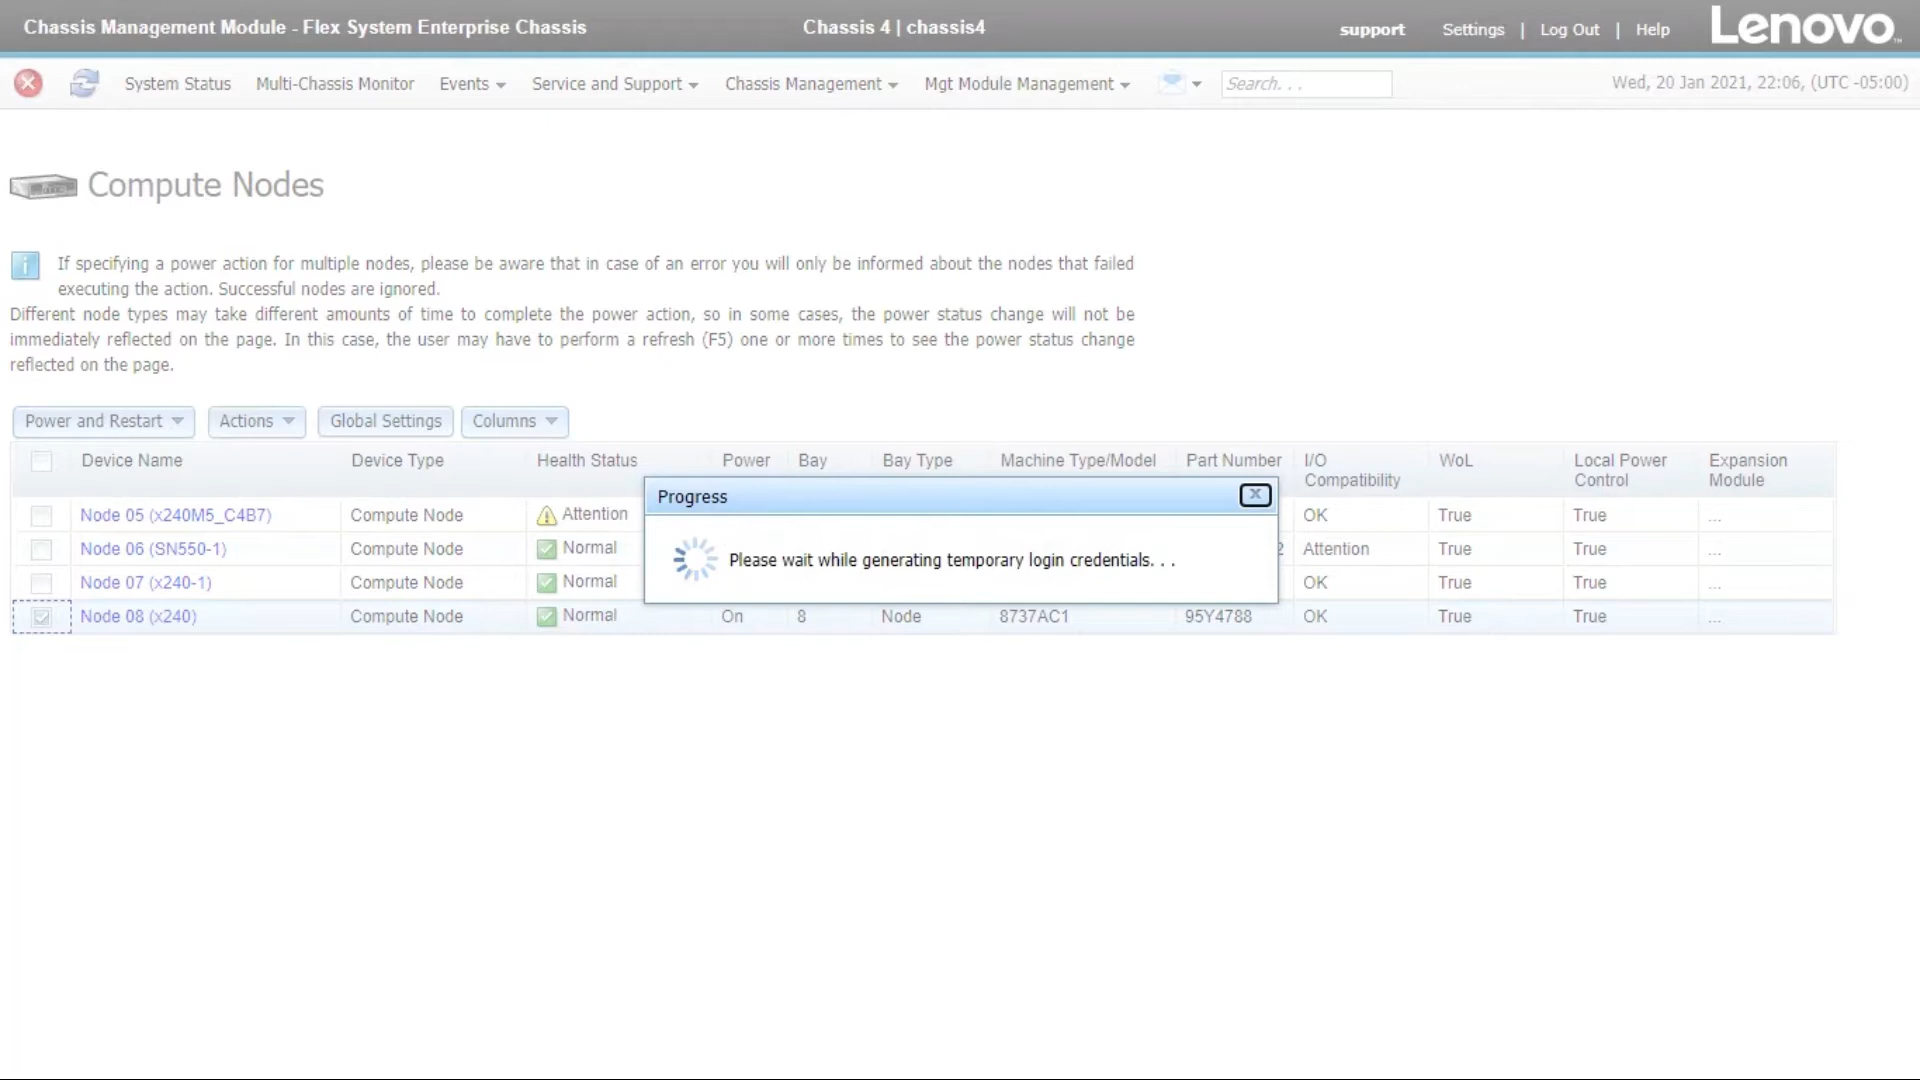 Chassis Management Module - Flex System Enterprise Chassis Chassis 4 | chassis4 support Settings | Log Out | Help Lenovo™
System Status Multi-Chassis Monitor Events Service and Support Chassis Management Mgt Module Management Search. . . Wed, 20 Jan 2021, 22:06, (UTC -05:00)
Compute Nodes
i If specifying a power action for multiple nodes, please be aware that in case of an error you will only be informed about the nodes that failed
executing the action. Successful nodes are ignored.
Different node types may take different amounts of time to complete the power action, so in some cases, the power status change will not be
immediately reflected on the page. In this case, the user may have to perform a refresh (F5) one or more times to see the power status change
reflected on the page.
Power and Restart Actions Global Settings Columns
Device Name Device Type Health Status Power Bay Bay Type Machine Type/Model Part Number I/O Compatibility WoL Local Power Control Expansion Module
Progress
Please wait while generating temporary login credentials. . .
Node 05 (x240M5_C4B7) Compute Node Attention OK True True ...
Node 06 (SN550-1) Compute Node Normal 2 Attention True True ...
Node 07 (x240-1) Compute Node Normal OK True True ...
Node 08 (x240) Compute Node Normal On 8 Node 8737AC1 95Y4788 OK True True ...